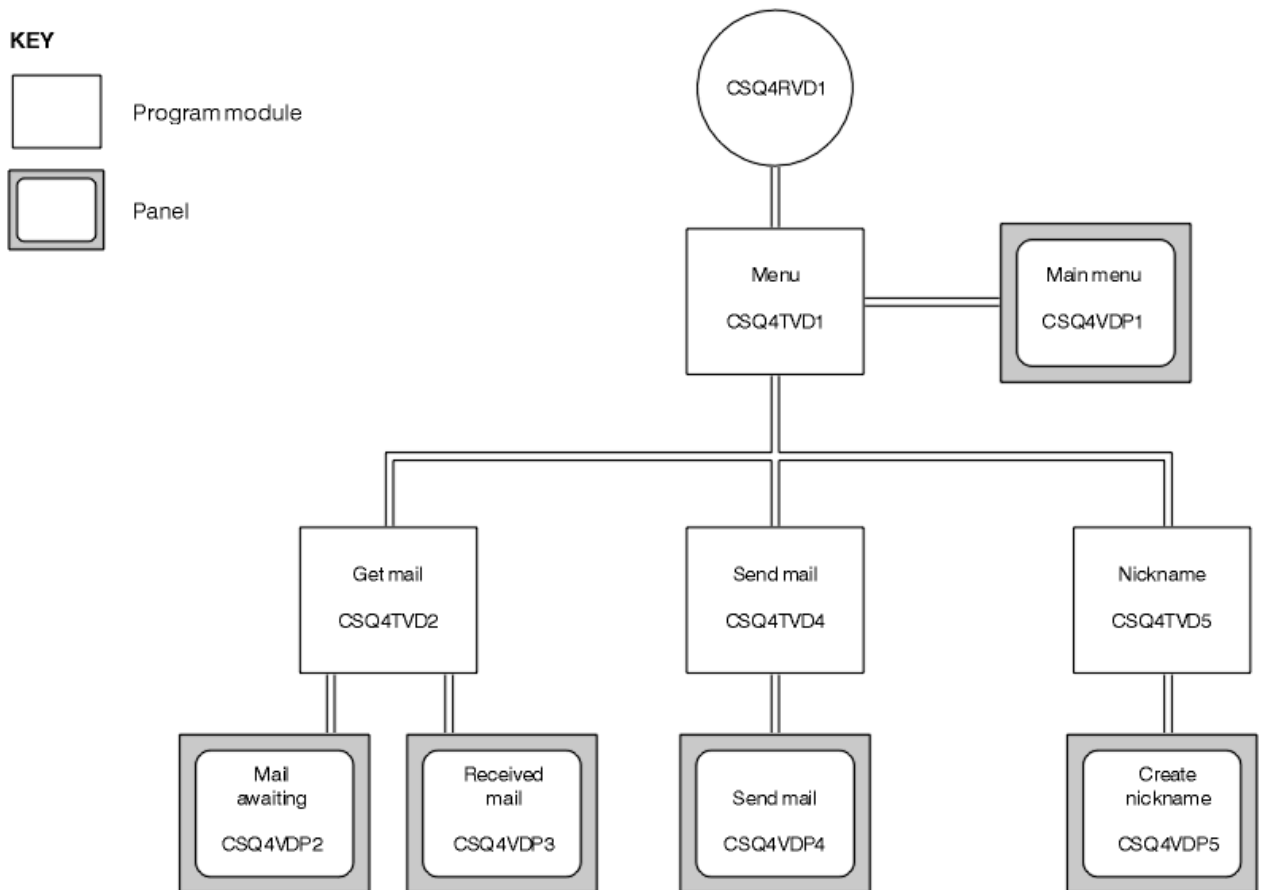 KEY
Program module
Panel
CSQ4RVD1
Menu
CSQ4TVD1
Main menu
CSQ4VDP1
Get mail
CSQ4TVD2
Send mail
CSQ4TVD4
Nickname
CSQ4TVD5
Mail
awaiting
CSQ4VDP2
Received
mail
CSQ4VDP3
Send mail
CSQ4VDP4
Create
nickname
CSQ4VDP5